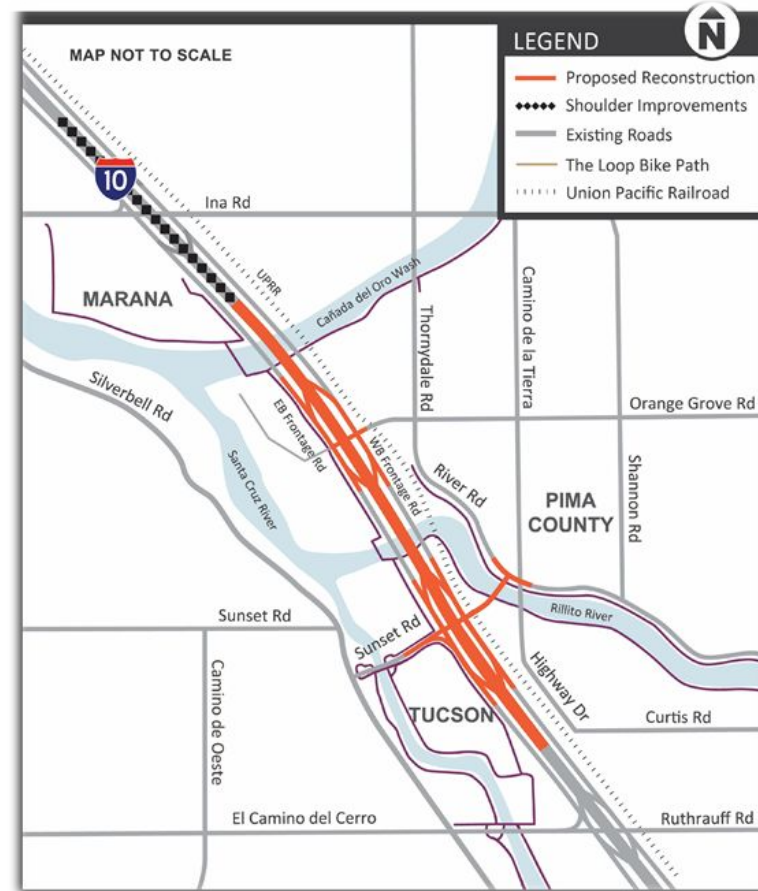 MAP NOT TO SCALE
N
LEGEND
Proposed Reconstruction
Shoulder Improvements
Existing Roads
The Loop Bike Path
Union Pacific Railroad
10
Ina Rd
UPRR
MARANA
Cañada del Oro Wash
Thornydale Rd
Camino de la Tierra
Silverbell Rd
Orange Grove Rd
EB Frontage Rd
WB Frontage Rd
Santa Cruz River
River Rd
Shannon Rd
PIMA
COUNTY
Rillito River
Sunset Rd
Sunset Rd
Camino de Oeste
Highway Dr
TUCSON
Curtis Rd
El Camino del Cerro
Ruthrauff Rd